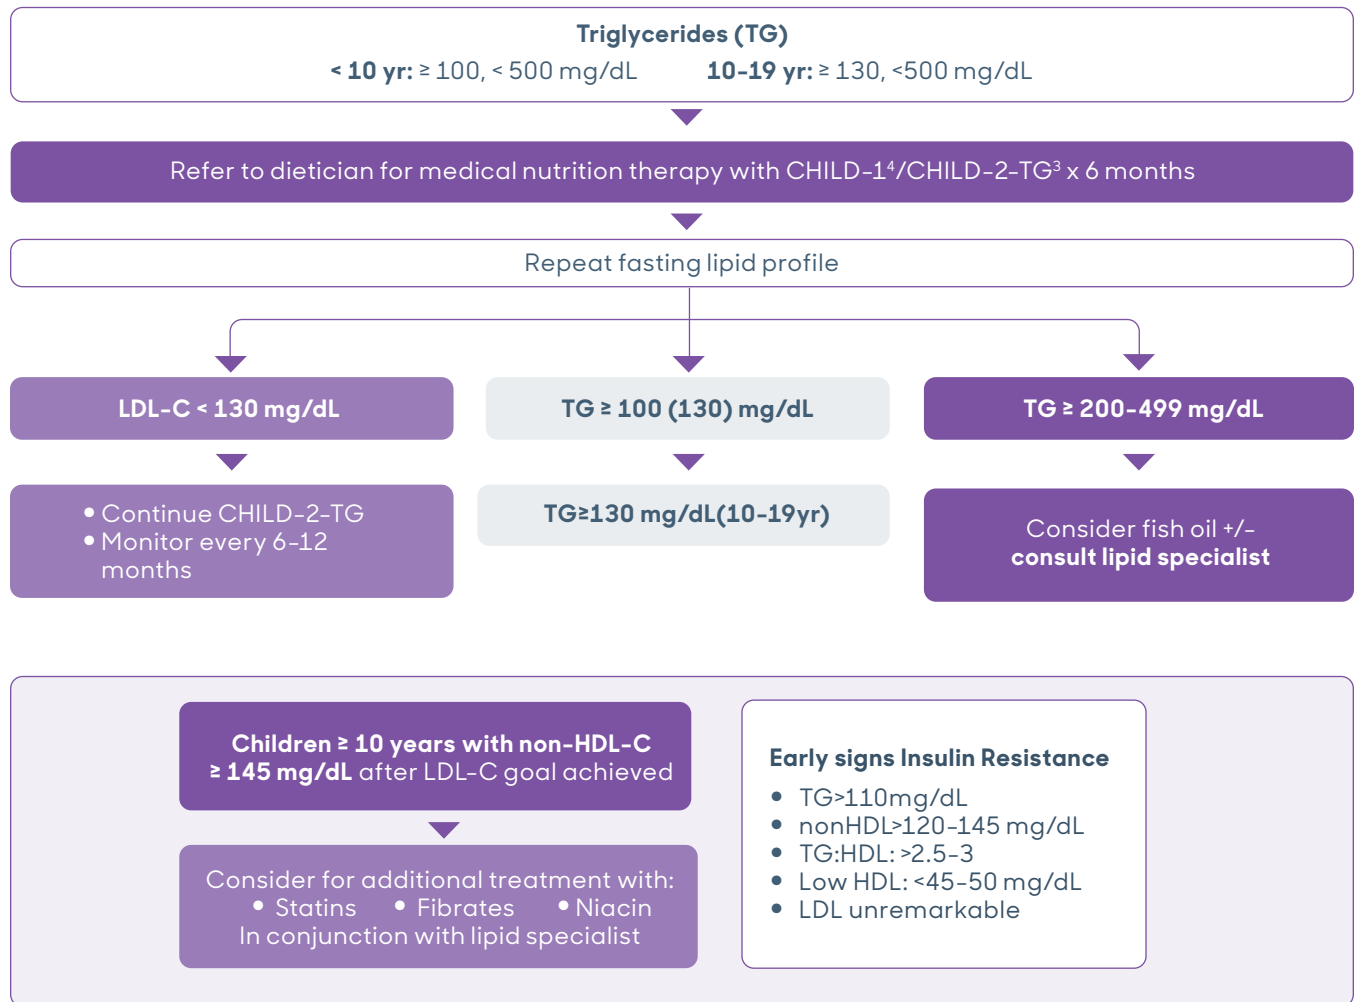 Triglycerides (TG)
< 10 yr: ≥ 100, < 500 mg/dL 10-19 yr: ≥ 130, <500 mg/dL
Refer to dietician for medical nutrition therapy with CHILD-1⁴/CHILD-2-TG³ x 6 months
Repeat fasting lipid profile
LDL-C < 130 mg/dL
TG ≥ 100 (130) mg/dL
TG ≥ 200-499 mg/dL
• Continue CHILD-2-TG
• Monitor every 6-12
months
TG≥130 mg/dL(10-19yr)
Consider fish oil +/-
consult lipid specialist
Children ≥ 10 years with non-HDL-C
≥ 145 mg/dL after LDL-C goal achieved
Consider for additional treatment with:
• Statins • Fibrates • Niacin
In conjunction with lipid specialist
Early signs Insulin Resistance
• TG>110mg/dL
• nonHDL>120-145 mg/dL
• TG:HDL: >2.5-3
• Low HDL: <45-50 mg/dL
• LDL unremarkable